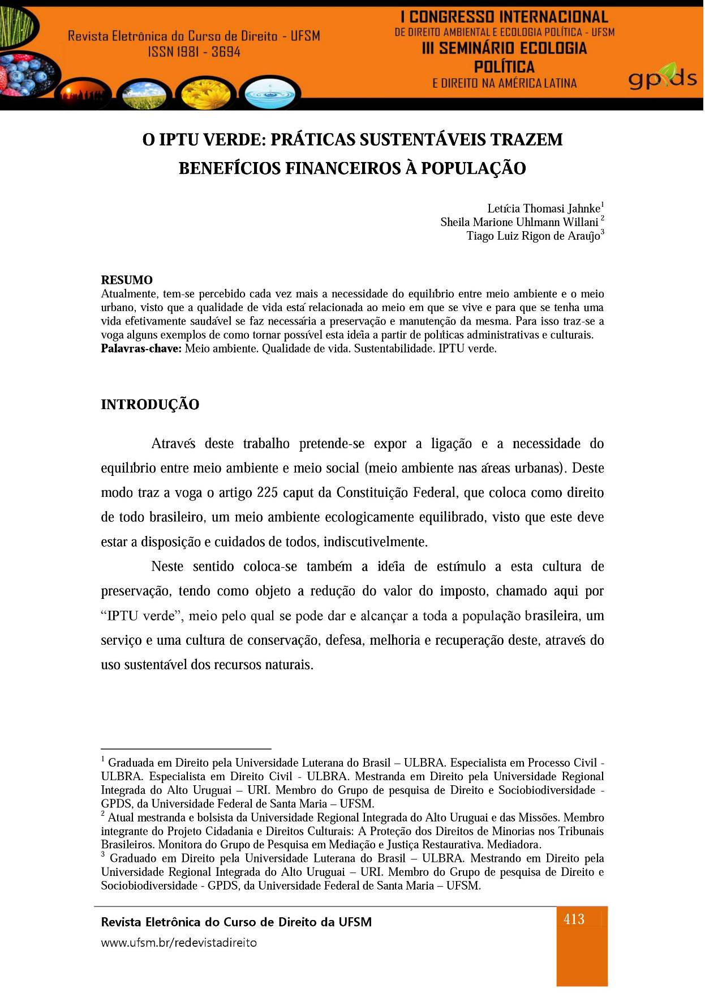 Revista Eletrônica do Curso de Direito - UFSM
ISSN 1981 - 3694
I CONGRESSO INTERNACIONAL
DE DIREITO AMBIENTAL E ECOLOGIA POLÍTICA - UFSM
III SEMINÁRIO ECOLOGIA
POLÍTICA
E DIREITO NA AMÉRICA LATINA
gpds
O IPTU VERDE: PRÁTICAS SUSTENTÁVEIS TRAZEM
BENEFÍCIOS FINANCEIROS À POPULAÇÃO
Letícia Thomasi Jahnke1
Sheila Marione Uhlmann Willani 2
Tiago Luiz Rigon de Araújo3
RESUMO
Atualmente, tem-se percebido cada vez mais a necessidade do equilíbrio entre meio ambiente e o meio
urbano, visto que a qualidade de vida está relacionada ao meio em que se vive e para que se tenha uma
vida efetivamente saudável se faz necessária a preservação e manutenção da mesma. Para isso traz-se a
voga alguns exemplos de como tornar possível esta ideía a partir de políticas administrativas e culturais.
Palavras-chave: Meio ambiente. Qualidade de vida. Sustentabilidade. IPTU verde.
INTRODUÇÃO
Através deste trabalho pretende-se expor a ligação e a necessidade do
equilíbrio entre meio ambiente e meio social (meio ambiente nas áreas urbanas). Deste
modo traz a voga o artigo 225 caput da Constituição Federal, que coloca como direito
de todo brasileiro, um meio ambiente ecologicamente equilibrado, visto que este deve
estar a disposição e cuidados de todos, indiscutivelmente.
Neste sentido coloca-se também a ideía de estímulo a esta cultura de
preservação, tendo como objeto a redução do valor do imposto, chamado aqui por
“IPTU verde”, meio pelo qual se pode dar e alcançar a toda a população brasileira, um
serviço e uma cultura de conservação, defesa, melhoria e recuperação deste, através do
uso sustentável dos recursos naturais.
1 Graduada em Direito pela Universidade Luterana do Brasil – ULBRA. Especialista em Processo Civil -
ULBRA. Especialista em Direito Civil - ULBRA. Mestranda em Direito pela Universidade Regional
Integrada do Alto Uruguai – URI. Membro do Grupo de pesquisa de Direito e Sociobiodiversidade -
GPDS, da Universidade Federal de Santa Maria – UFSM.
2 Atual mestranda e bolsista da Universidade Regional Integrada do Alto Uruguai e das Missões. Membro
integrante do Projeto Cidadania e Direitos Culturais: A Proteção dos Direitos de Minorias nos Tribunais
Brasileiros. Monitora do Grupo de Pesquisa em Mediação e Justiça Restaurativa. Mediadora.
3 Graduado em Direito pela Universidade Luterana do Brasil – ULBRA. Mestrando em Direito pela
Universidade Regional Integrada do Alto Uruguai – URI. Membro do Grupo de pesquisa de Direito e
Sociobiodiversidade - GPDS, da Universidade Federal de Santa Maria – UFSM.
Revista Eletrônica do Curso de Direito da UFSM
413
www.ufsm.br/redevistadireito